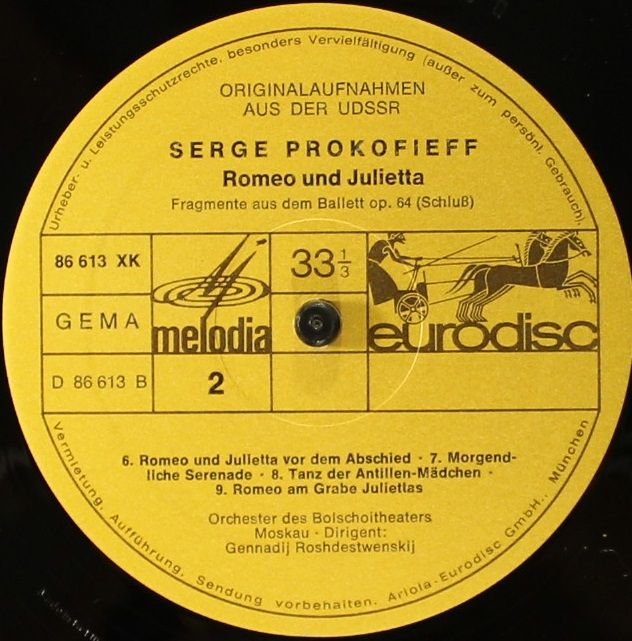 Urheber- u. Leistungsschutzrechte, besonders Vervielfältigung (außer zum persönl. Gebrauch),
ORIGINALAUFNAHMEN
AUS DER UDSSR
SERGE PROKOFIEFF
Romeo und Julietta
Fragmente aus dem Ballett op. 64 (Schluß)
86 613 XK
33 1/3
GEMA
melodia
eurodisc
D 86 613 B
2
6. Romeo und Julietta vor dem Abschied · 7. Morgend-
liche Serenade · 8. Tanz der Antillen-Mädchen ·
9. Romeo am Grabe Juliettas
Orchester des Bolschoitheaters
Moskau · Dirigent:
Gennadij Roshdestwenskij
Vermietung, Aufführung, Sendung vorbehalten. Ariola-Eurodisc GmbH., München